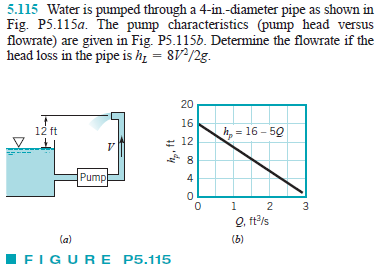 5.115 Water is pumped through a 4-in.-diameter pipe as shown in
Fig. P5.115a. The pump characteristics (pump head versus
flowrate) are given in Fig. P5.115b. Determine the flowrate if the
head loss in the pipe is h_L = 8V²/2g.
12 ft
V
Pump
(a)
20
16
12
8
4
0
h_p, ft
h_p = 16 – 5Q
0 1 2 3
Q, ft³/s
(b)
FIGURE P5.115